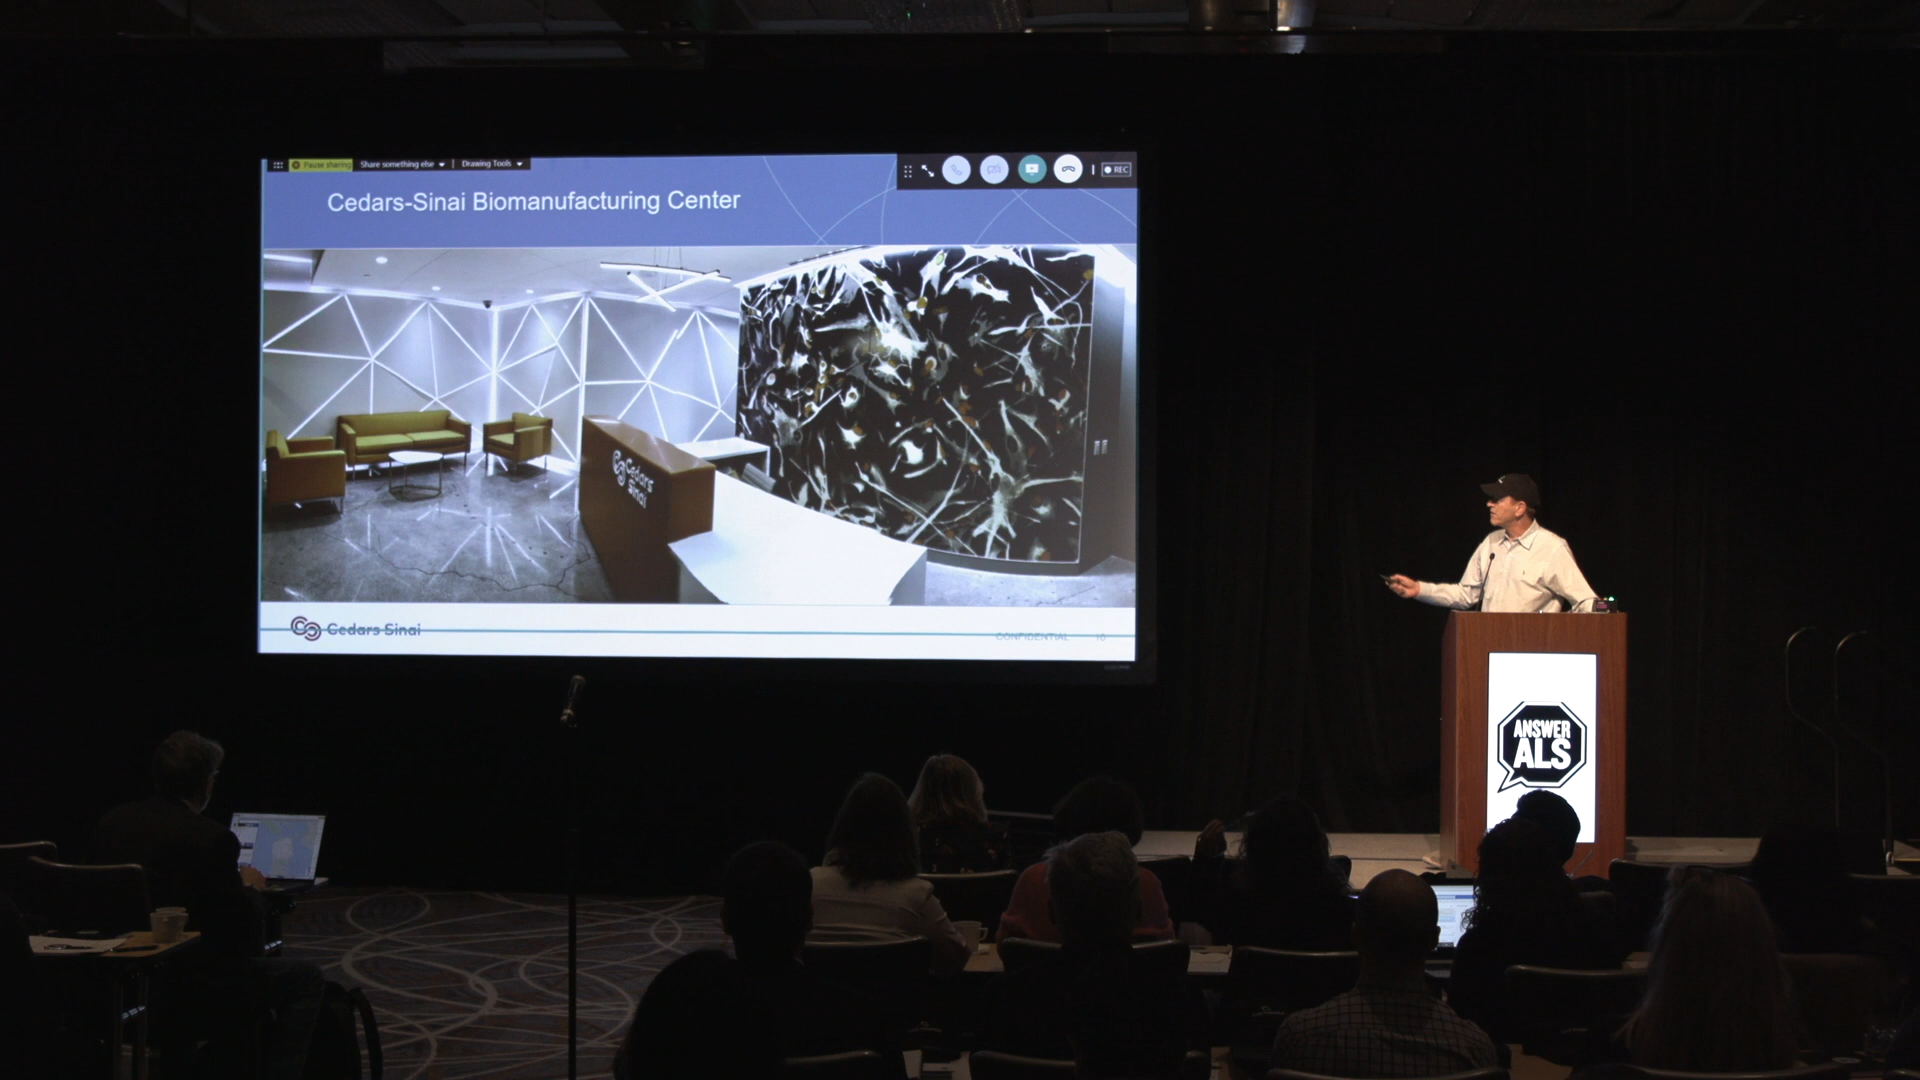 Pause sharing
Share something else
Drawing Tools
REC
Cedars-Sinai Biomanufacturing Center
Cedars
Sinai
Cedars Sinai
CONFIDENTIAL
ANSWER
ALS